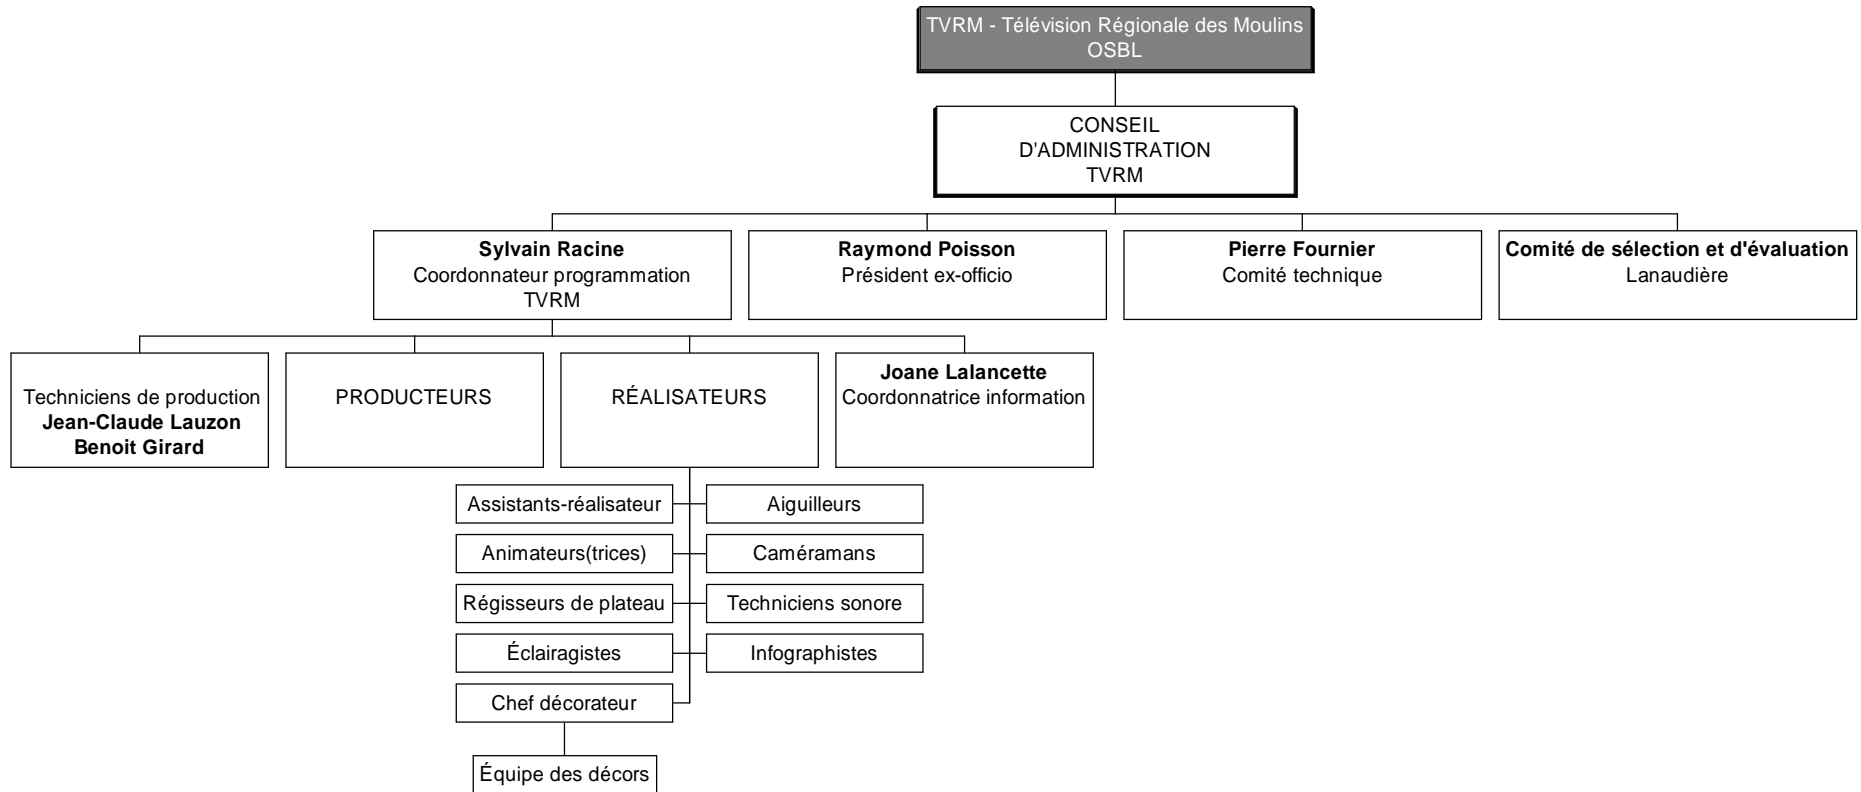 TVRM - Télévision Régionale des Moulins
OSBL
CONSEIL
D'ADMINISTRATION
TVRM
Sylvain Racine
Coordonnateur programmation
TVRM
Raymond Poisson
Président ex-officio
Pierre Fournier
Comité technique
Comité de sélection et d'évaluation
Lanaudière
Techniciens de production
Jean-Claude Lauzon
Benoit Girard
PRODUCTEURS
RÉALISATEURS
Joane Lalancette
Coordonnatrice information
Assistants-réalisateur
Aiguilleurs
Animateurs(trices)
Caméramans
Régisseurs de plateau
Techniciens sonore
Éclairagistes
Infographistes
Chef décorateur
Équipe des décors